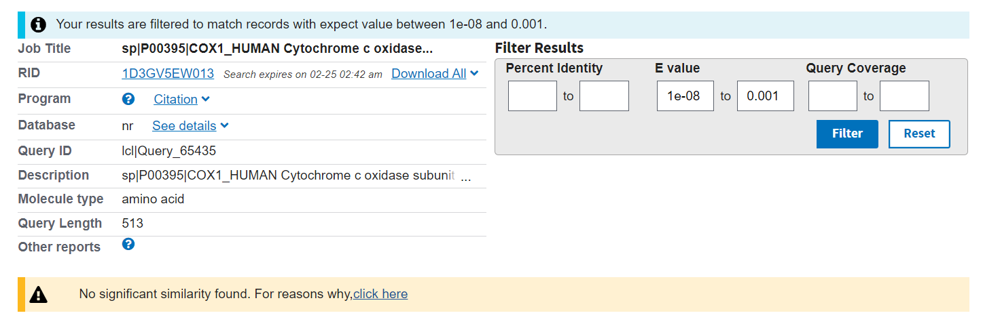 Your results are filtered to match records with expect value between 1e-08 and 0.001.
Job Title sp|P00395|COX1_HUMAN Cytochrome c oxidase...
RID 1D3GV5EW013 Search expires on 02-25 02:42 am Download All
Program ? Citation
Database nr See details
Query ID lcl|Query_65435
Description sp|P00395|COX1_HUMAN Cytochrome c oxidase subunit ...
Molecule type amino acid
Query Length 513
Other reports ?
Filter Results
Percent Identity E value Query Coverage
to 1e-08 to 0.001 to
Filter Reset
No significant similarity found. For reasons why,click here